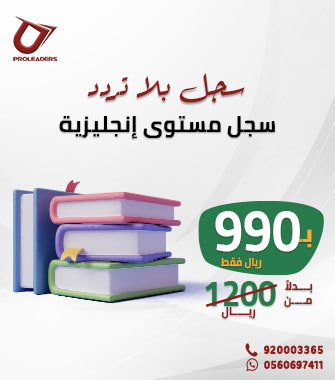 PROLEADERS
سجل بلا تردد
سجل مستوى إنجليزية
بـ990
ريال فقط
بدلاً من 1200 ريال
920003365
0560697411